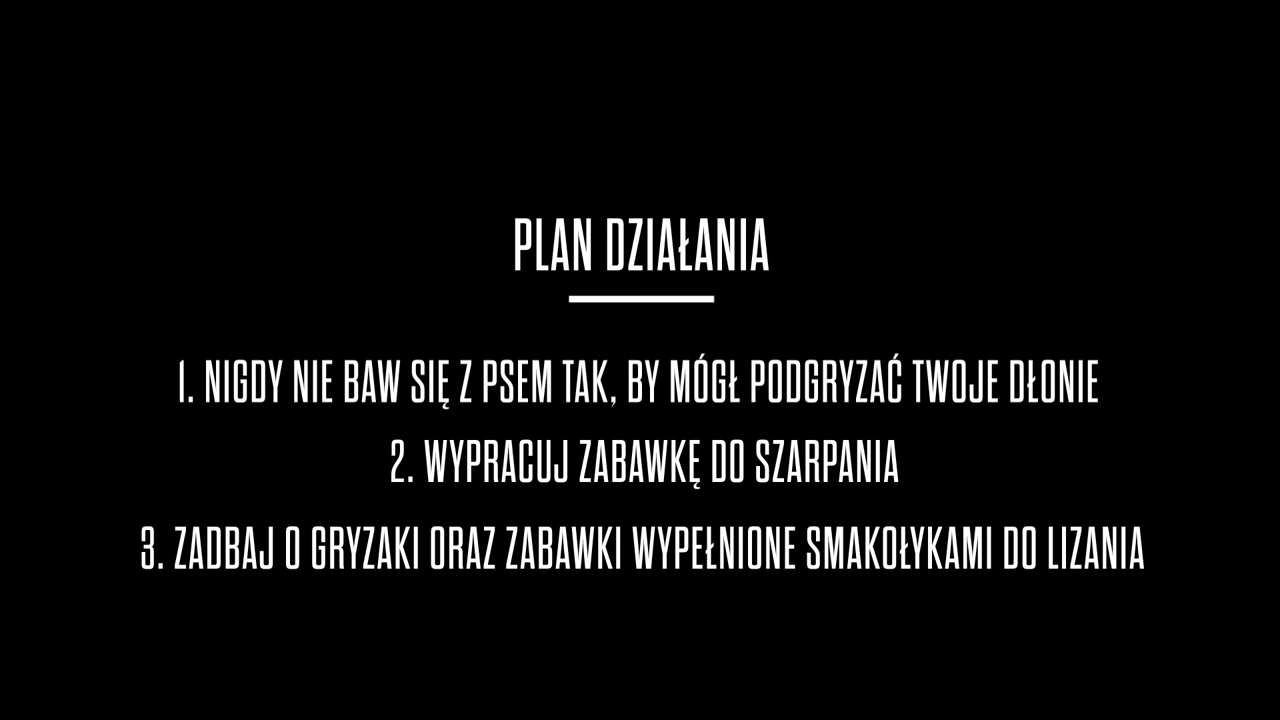 PLAN DZIAŁANIA
1. NIGDY NIE BAW SIĘ Z PSEM TAK, BY MÓGŁ PODGRYZAĆ TWOJE DŁONIE
2. WYPRACUJ ZABAWKĘ DO SZARPANIA
3. ZADBAJ O GRYZAKI ORAZ ZABAWKI WYPEŁNIONE SMAKOŁYKAMI DO LIZANIA